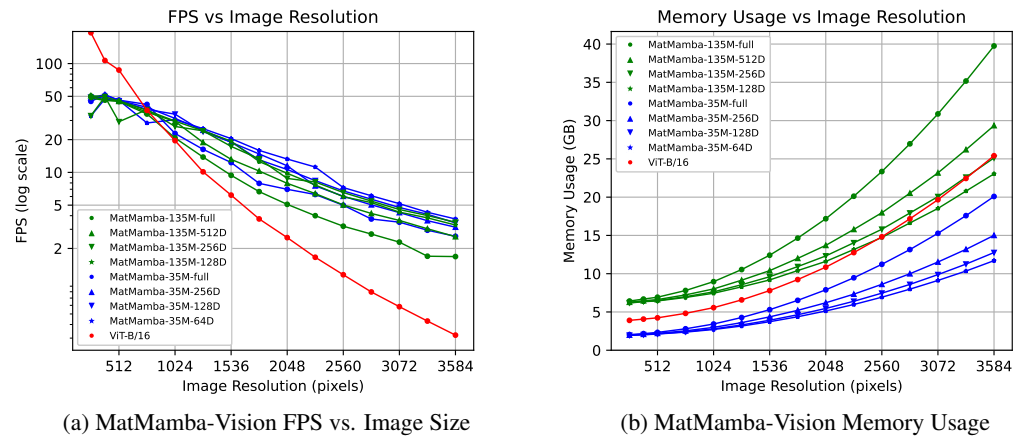 FPS vs Image Resolution
FPS (log scale)
100
50
20
10
5
2
MatMamba-135M-full
MatMamba-135M-512D
MatMamba-135M-256D
MatMamba-135M-128D
MatMamba-35M-full
MatMamba-35M-256D
MatMamba-35M-128D
MatMamba-35M-64D
ViT-B/16
512 1024 1536 2048 2560 3072 3584
Image Resolution (pixels)
(a) MatMamba-Vision FPS vs. Image Size
Memory Usage vs Image Resolution
Memory Usage (GB)
40
35
30
25
20
15
10
5
0
MatMamba-135M-full
MatMamba-135M-512D
MatMamba-135M-256D
MatMamba-135M-128D
MatMamba-35M-full
MatMamba-35M-256D
MatMamba-35M-128D
MatMamba-35M-64D
ViT-B/16
512 1024 1536 2048 2560 3072 3584
Image Resolution (pixels)
(b) MatMamba-Vision Memory Usage